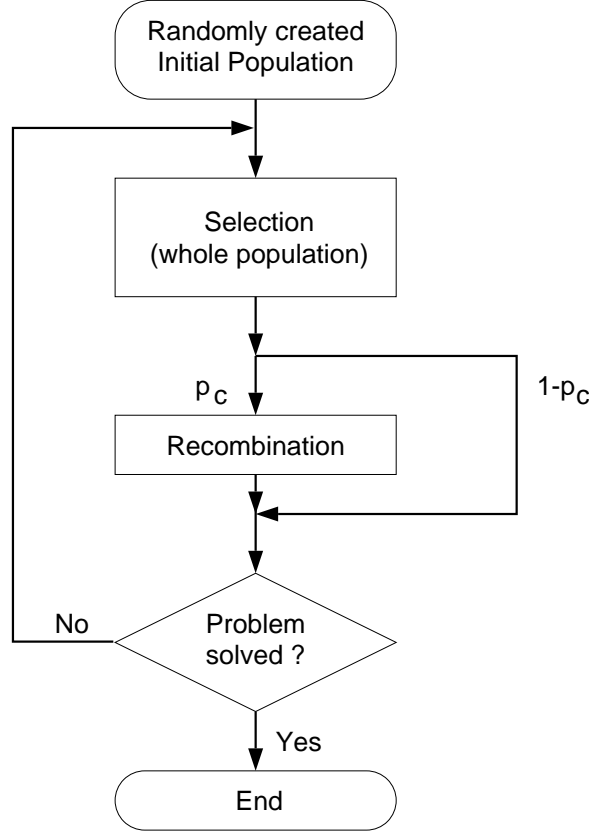 Randomly created
Initial Population
Selection
(whole population)
p_c
1-p_c
Recombination
No
Problem
solved ?
Yes
End